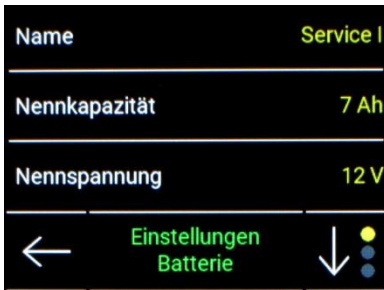 Name Service I
Nennkapazität 7 Ah
Nennspannung 12 V
Einstellungen
Batterie